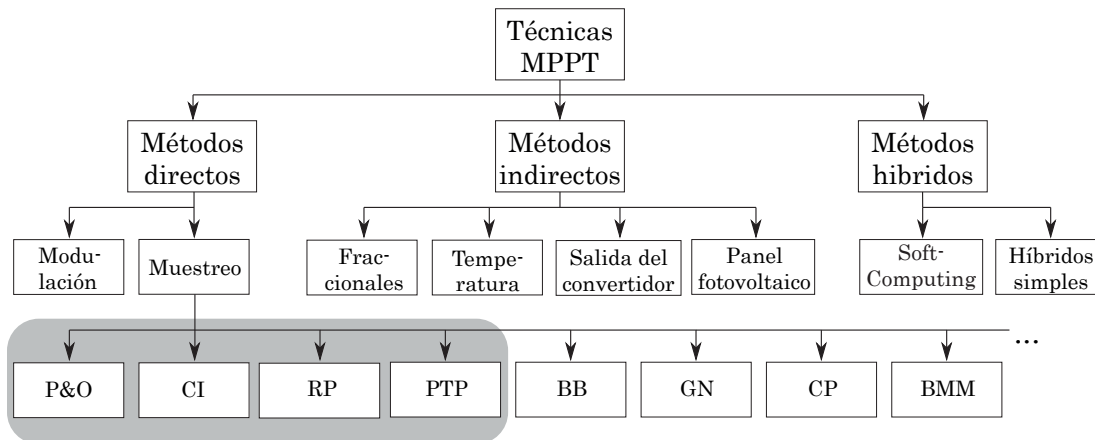 Técnicas
MPPT
Métodos
directos
Métodos
indirectos
Métodos
hibridos
Modu-
lación
Muestreo
Frac-
cionales
Tempe-
ratura
Salida del
convertidor
Panel
fotovoltaico
Soft-
Computing
Híbridos
simples
P&O
CI
RP
PTP
BB
GN
CP
BMM
...